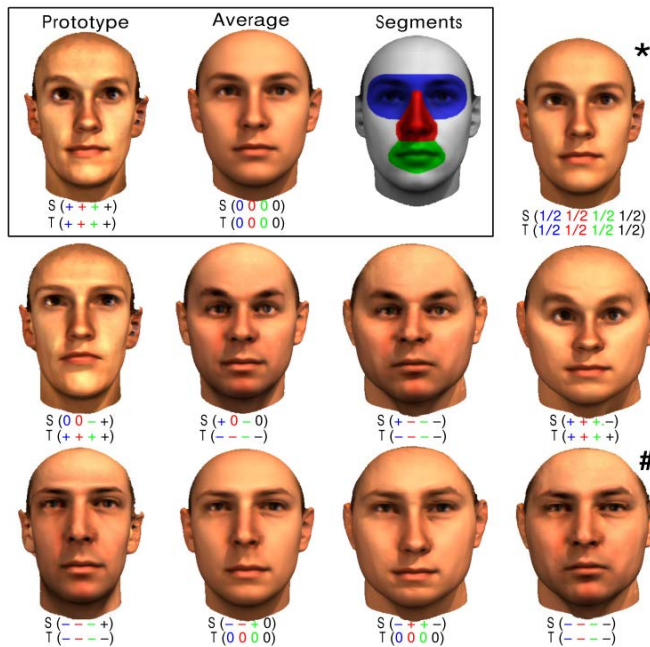 Prototype Average Segments
*
S (+ + + +) S (0 0 0 0) S (1/2 1/2 1/2 1/2)
T (+ + + +) T (0 0 0 0) T (1/2 1/2 1/2 1/2)
S (0 0 – +) S (+ 0 – 0) S (+ – – –) S (+ + + –)
T (+ + + +) T (– – – –) T (– – – –) T (+ + + +)
#
S (– – – +) S (– – + 0) S (– + + –) S (– – – –)
T (– – – –) T (0 0 0 0) T (0 0 0 0) T (– – – –)